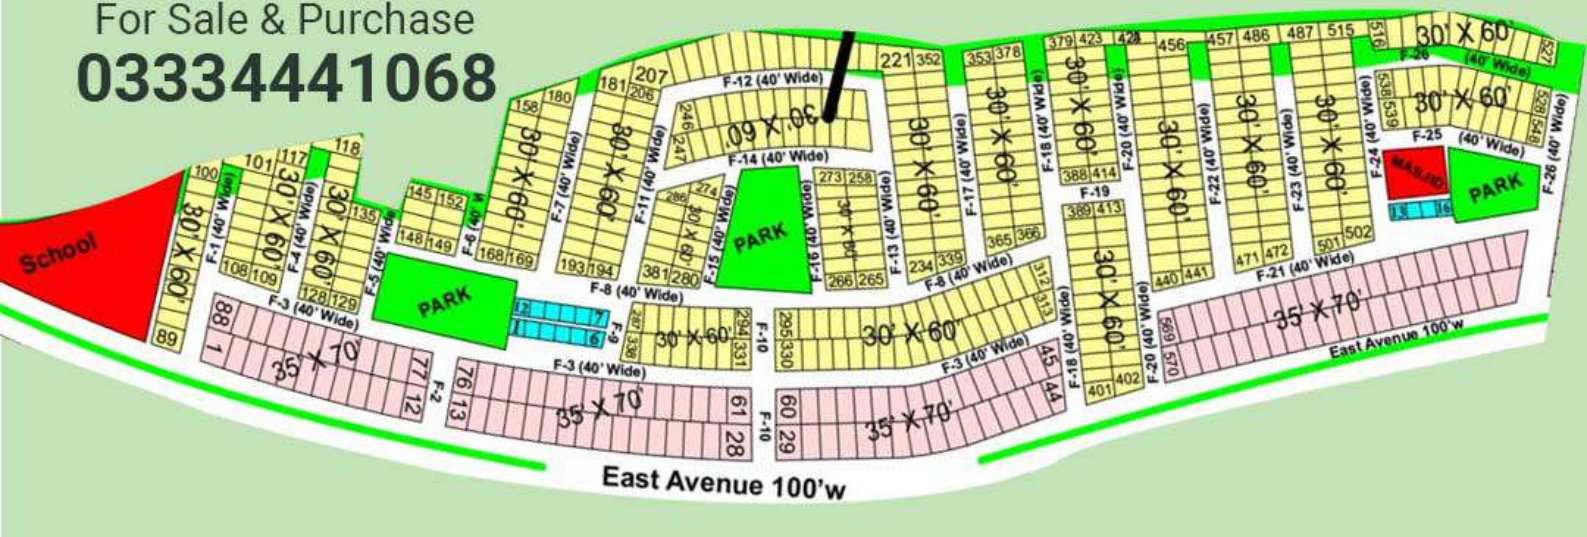 For Sale & Purchase
03334441068
School
100
30' X 60'
89
F-1 (40' Wide)
101
117
30' X 60'
108
109
F-4 (40' Wide)
118
30' X 60'
135
128
129
F-5 (40' Wide)
145
152
148
149
F-6 (40' W
158
180
30' X 60'
168
169
F-7 (40' Wide)
181
207
206
30' X 60'
193
194
F-11 (40' Wide)
F-12 (40' Wide)
246
247
30' X 60'
F-14 (40' Wide)
286
274
30' X 60'
381
280
F-15 (40' Wide)
PARK
F-16 (40' Wide)
273
258
30' X 60'
266
265
F-13 (40' Wide)
221
352
30' X 60'
234
339
F-17 (40' Wide)
353
378
30' X 60'
365
366
F-18 (40' Wide)
379
423
424
30' X 60'
388
414
F-19
389
413
30' X 60'
401
402
F-18 (40' Wide)
F-20 (40' Wide)
F-20 (40' Wide)
456
30' X 60'
440
441
F-22 (40' Wide)
457
486
30' X 60'
471
472
F-23 (40' Wide)
487
515
30' X 60'
501
502
F-24 (40' Wide)
516
30' X 60'
527
F-26
(40' Wide)
538
539
30' X 60'
528
548
F-25
(40' Wide)
MASJID
PARK
13
16
F-26 (40' Wide)
F-21 (40' Wide)
569
570
35' X 70'
East Avenue 100'w
PARK
12
7
1
6
F-9
F-8 (40' Wide)
287
338
30' X 60'
294
331
F-10
295
330
30' X 60'
312
313
F-8 (40' Wide)
F-3 (40' Wide)
88
1
35' X 70'
77
12
F-2
F-3 (40' Wide)
76
13
35' X 70'
61
28
F-10
60
29
35' X 70'
45
44
F-3 (40' Wide)
East Avenue 100'w